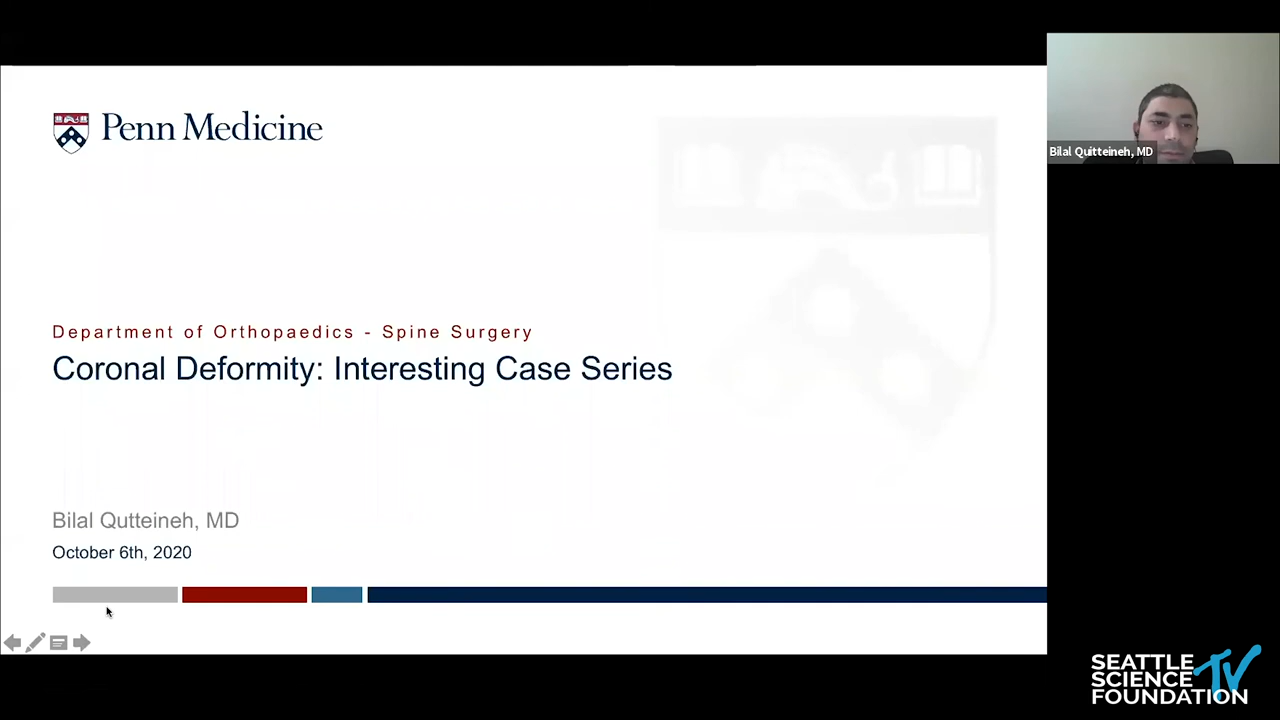 Penn Medicine
Bilal Quitteineh, MD
Department of Orthopaedics - Spine Surgery
Coronal Deformity: Interesting Case Series
Bilal Qutteineh, MD
October 6th, 2020
SEATTLE
SCIENCE TV
FOUNDATION